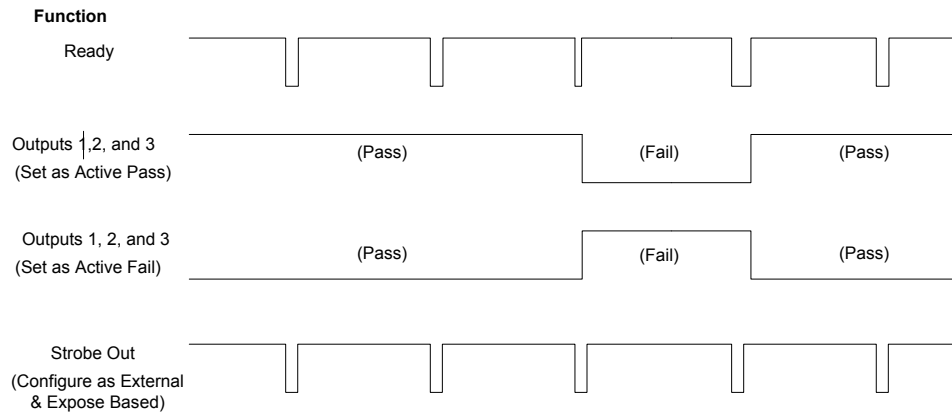 Function
Ready
Outputs 1,2, and 3
(Set as Active Pass)
(Pass)
(Fail)
(Pass)
Outputs 1, 2, and 3
(Set as Active Fail)
(Pass)
(Fail)
(Pass)
Strobe Out
(Configure as External
& Expose Based)